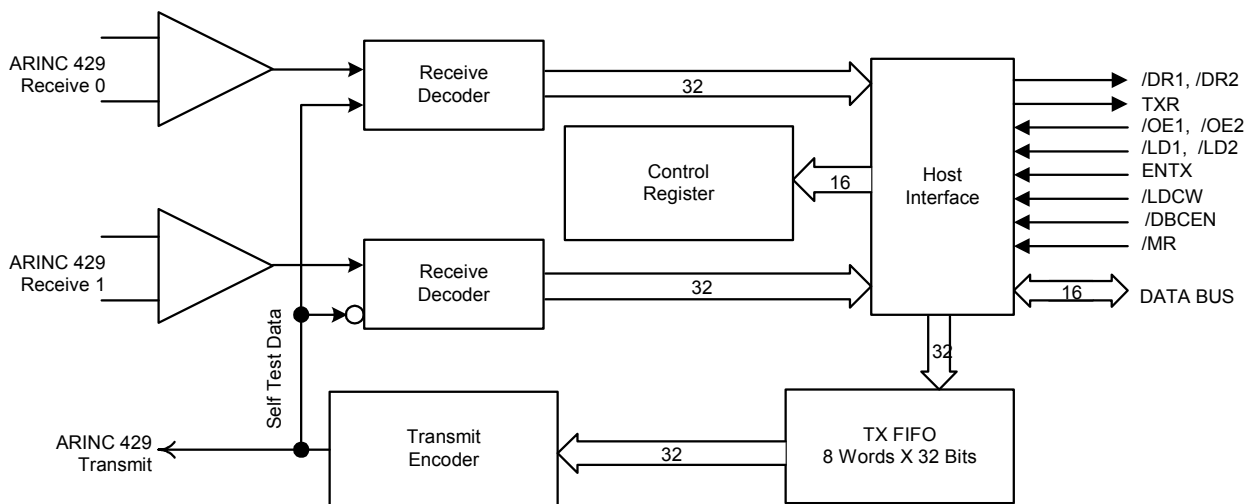 ARINC 429
Receive 0
Receive
Decoder
32
Control
Register
16
Host
Interface
/DR1, /DR2
TXR
/OE1, /OE2
/LD1, /LD2
ENTX
/LDCW
/DBCEN
/MR
16
DATA BUS
ARINC 429
Receive 1
Receive
Decoder
32
32
Self Test Data
ARINC 429
Transmit
Transmit
Encoder
32
TX FIFO
8 Words X 32 Bits